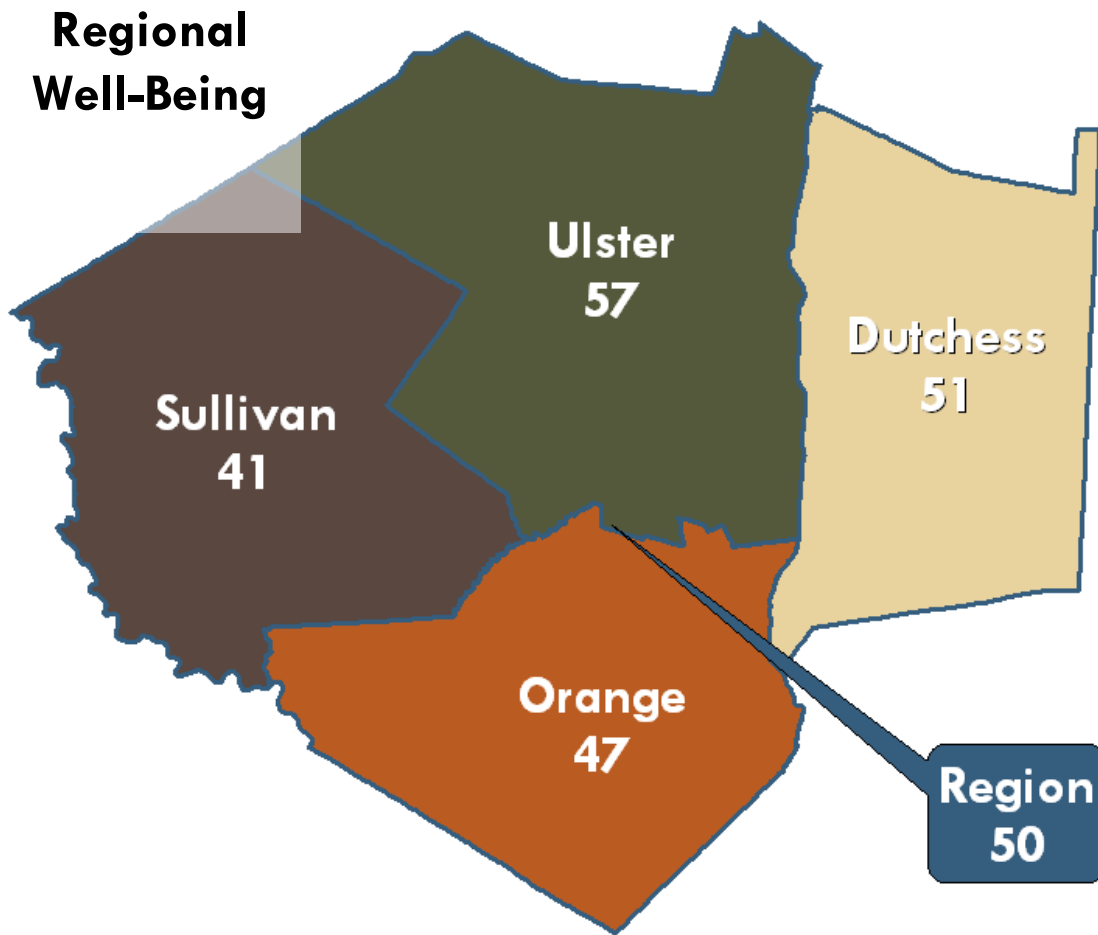 Regional
Well-Being
Ulster
57
Dutchess
51
Sullivan
41
Orange
47
Region
50